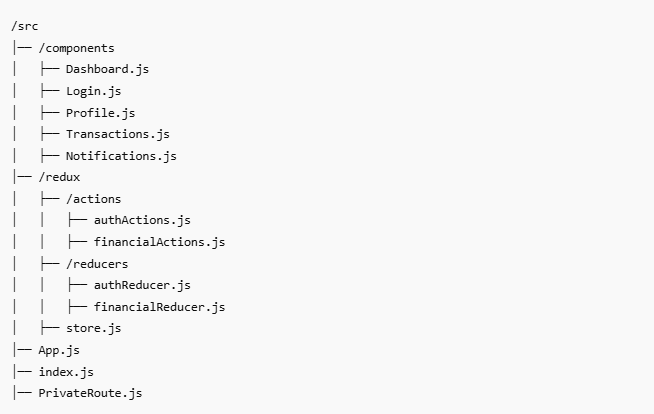 /src
│── /components
│   ├── Dashboard.js
│   ├── Login.js
│   ├── Profile.js
│   ├── Transactions.js
│   ├── Notifications.js
│── /redux
│   ├── /actions
│   │   ├── authActions.js
│   │   ├── financialActions.js
│   ├── /reducers
│   │   ├── authReducer.js
│   │   ├── financialReducer.js
│   ├── store.js
│── App.js
│── index.js
│── PrivateRoute.js